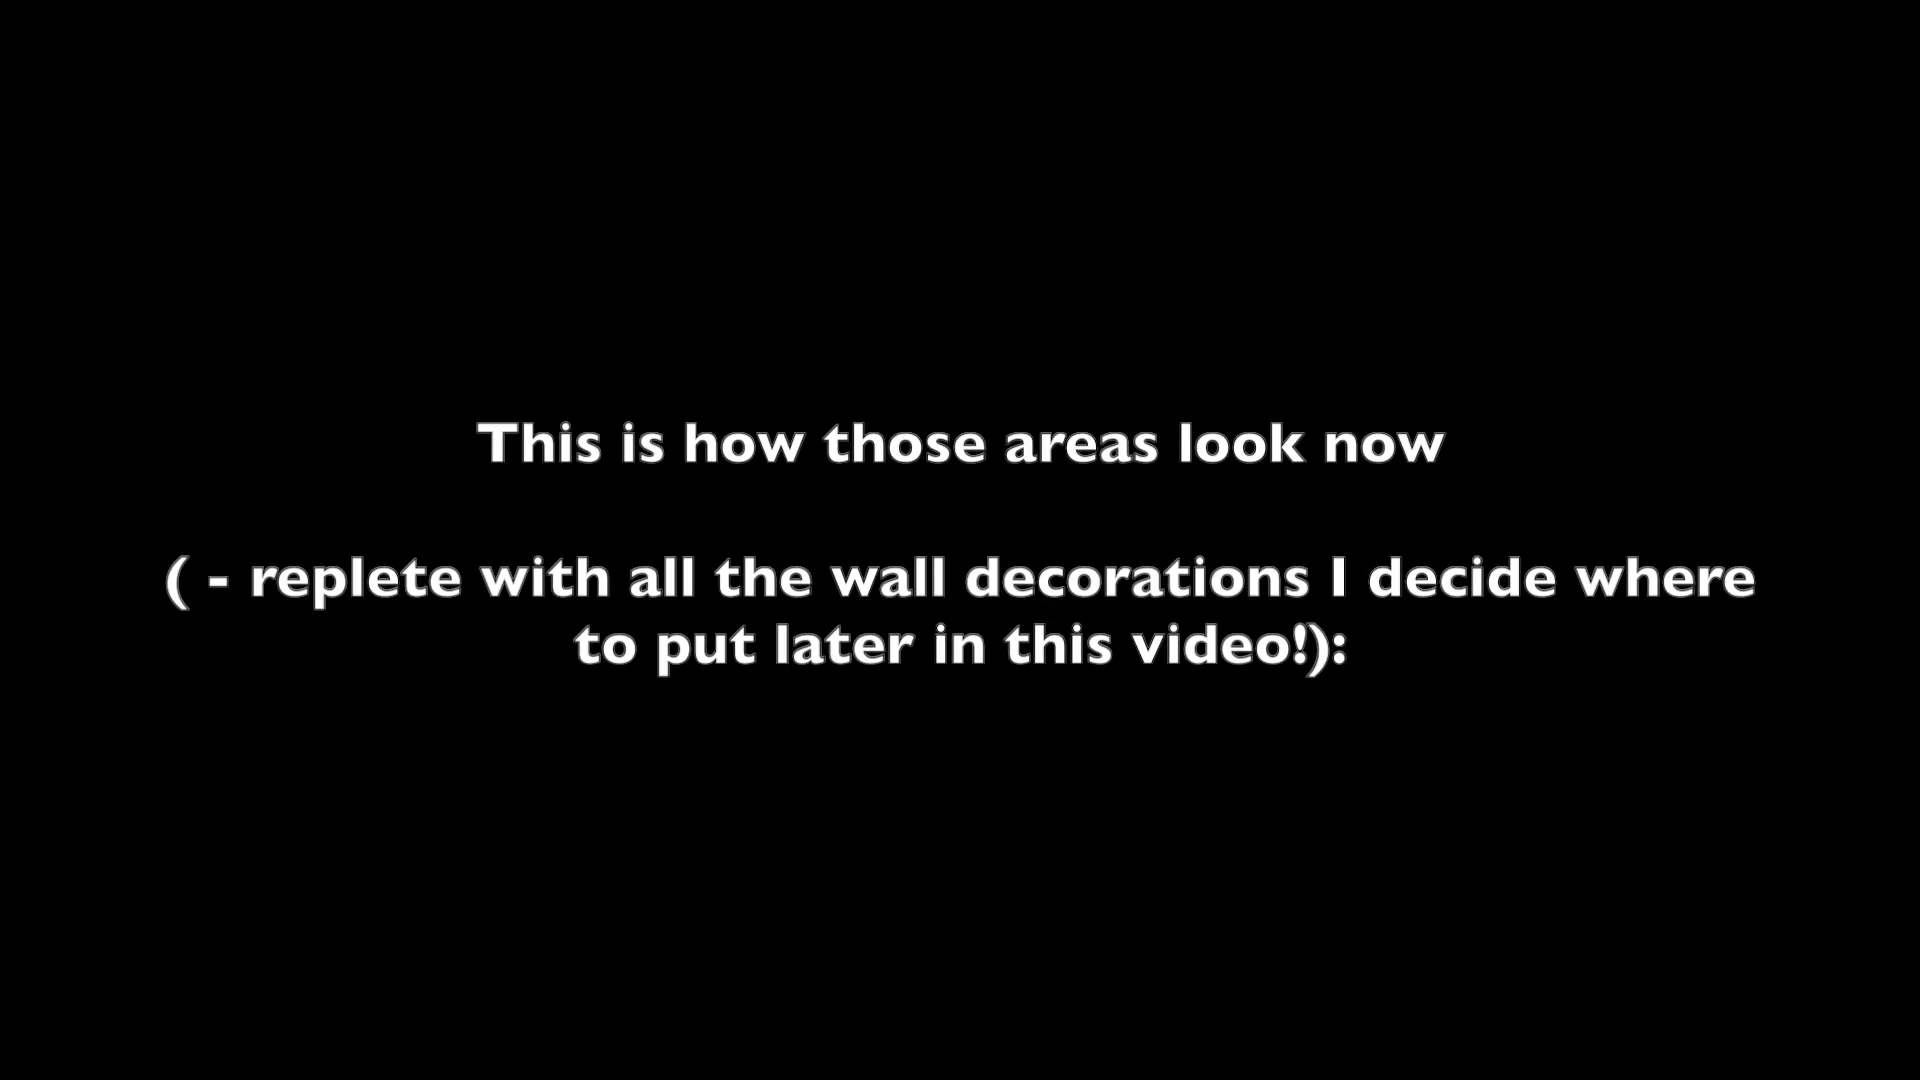 This is how those areas look now
( - replete with all the wall decorations I decide where
to put later in this video!):